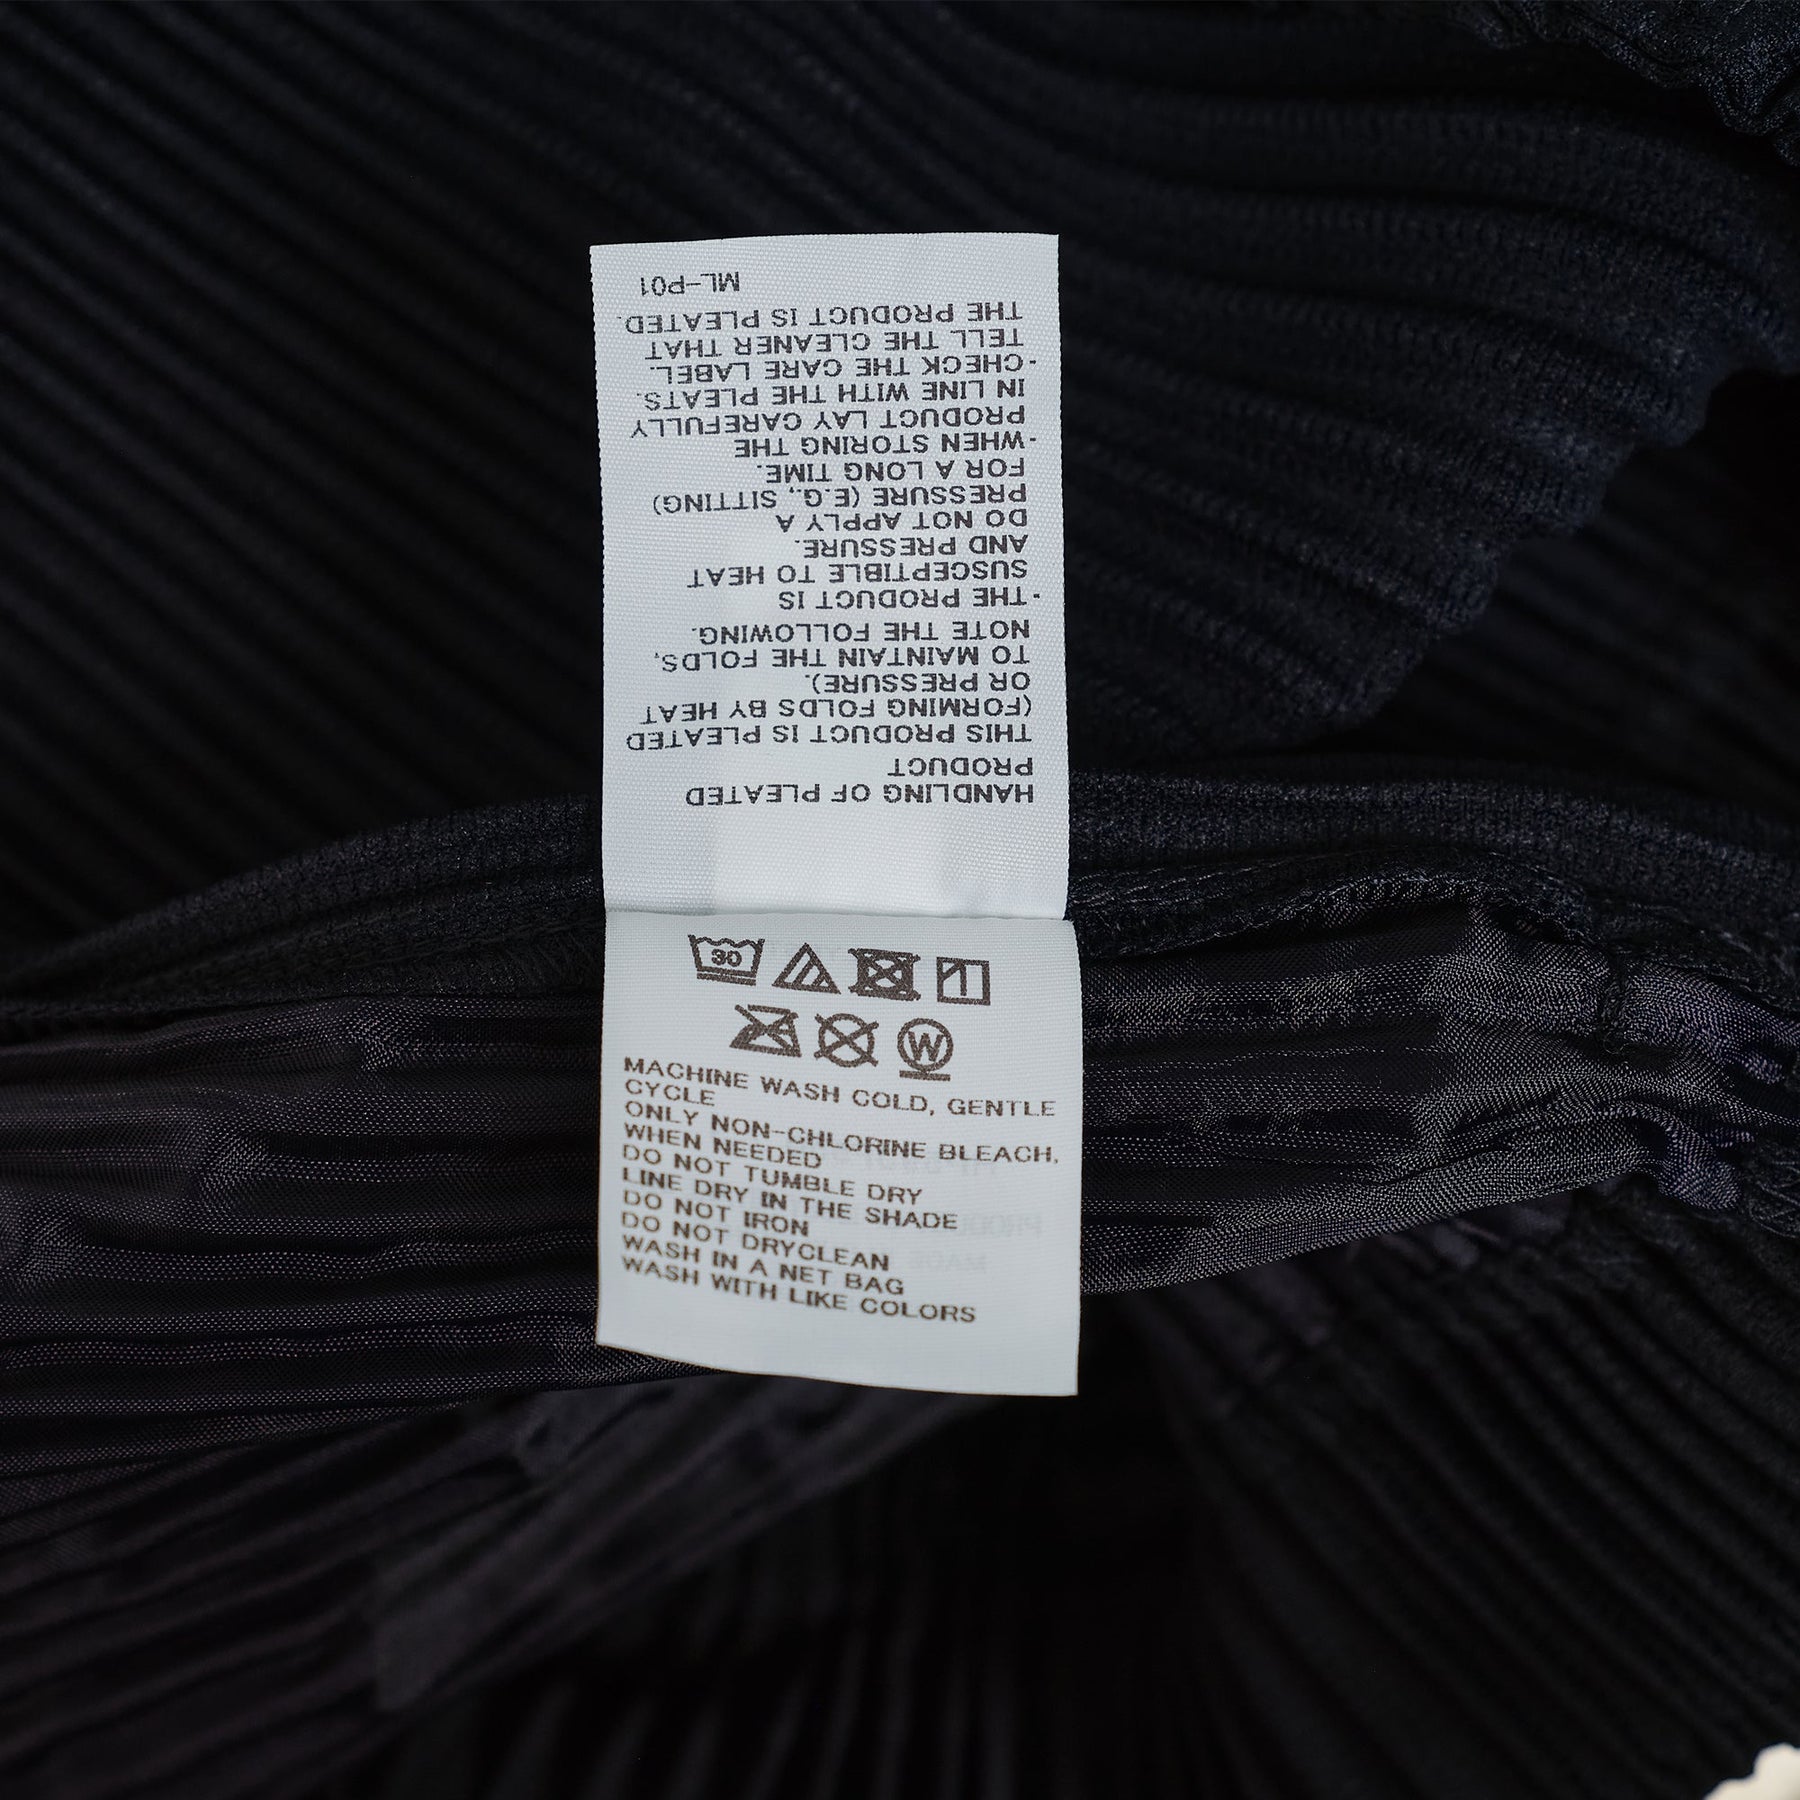 HANDLING OF PLEATED
PRODUCT
THIS PRODUCT IS PLEATED
(FORMING FOLDS BY HEAT
OR PRESSURE).
TO MAINTAIN THE FOLDS,
NOTE THE FOLLOWING.
・THE PRODUCT IS
SUSCEPTIBLE TO HEAT
AND PRESSURE.
DO NOT APPLY A
PRESSURE (E.G., SITTING)
FOR A LONG TIME.
・WHEN STORING THE
PRODUCT LAY CAREFULLY
IN LINE WITH THE PLEATS.
・CHECK THE CARE LABEL.
TELL THE CLEANER THAT
THE PRODUCT IS PLEATED.
ML-P01
30
W
MACHINE WASH COLD, GENTLE
CYCLE
ONLY NON-CHLORINE BLEACH,
WHEN NEEDED
DO NOT TUMBLE DRY
LINE DRY IN THE SHADE
DO NOT IRON
DO NOT DRYCLEAN
WASH IN A NET BAG
WASH WITH LIKE COLORS